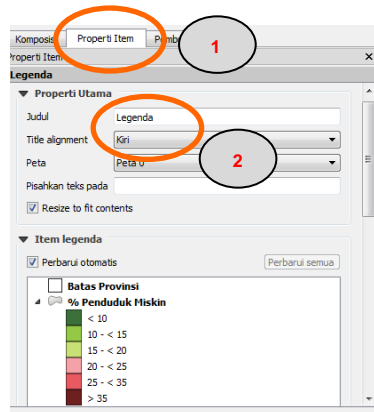 Komposis Properti Item Pemb
1
Properti Item
Legenda
Properti Utama
Judul Legenda
Title alignment Kiri
Peta Peta 0
2
Pisahkan teks pada
Resize to fit contents
Item legenda
Perbarui otomatis Perbarui semua
Batas Provinsi
% Penduduk Miskin
< 10
10 - < 15
15 - < 20
20 - < 25
25 - < 35
> 35